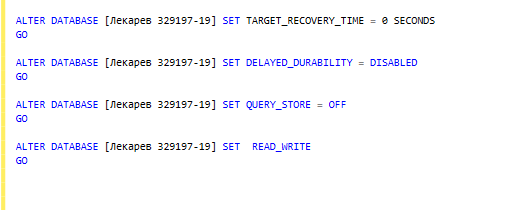 ALTER DATABASE [Лекарев 329197-19] SET TARGET_RECOVERY_TIME = 0 SECONDS
GO
ALTER DATABASE [Лекарев 329197-19] SET DELAYED_DURABILITY = DISABLED
GO
ALTER DATABASE [Лекарев 329197-19] SET QUERY_STORE = OFF
GO
ALTER DATABASE [Лекарев 329197-19] SET  READ_WRITE
GO